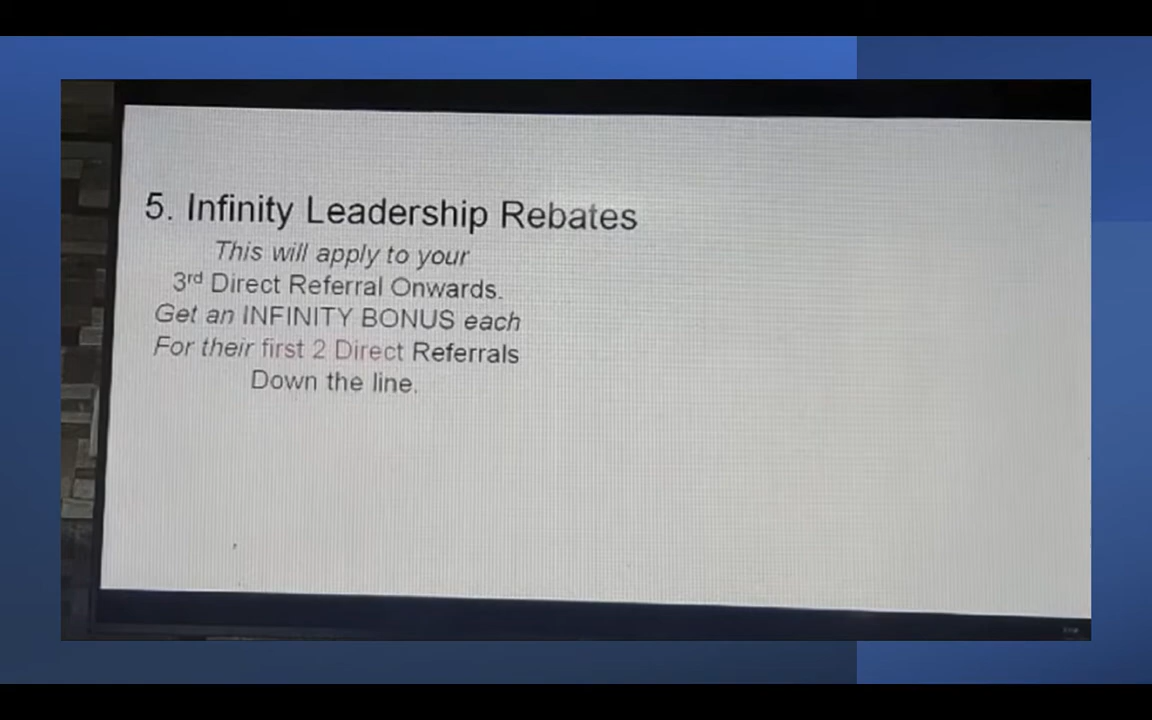 5. Infinity Leadership Rebates
This will apply to your
3rd Direct Referral Onwards.
Get an INFINITY BONUS each
For their first 2 Direct Referrals
Down the line.